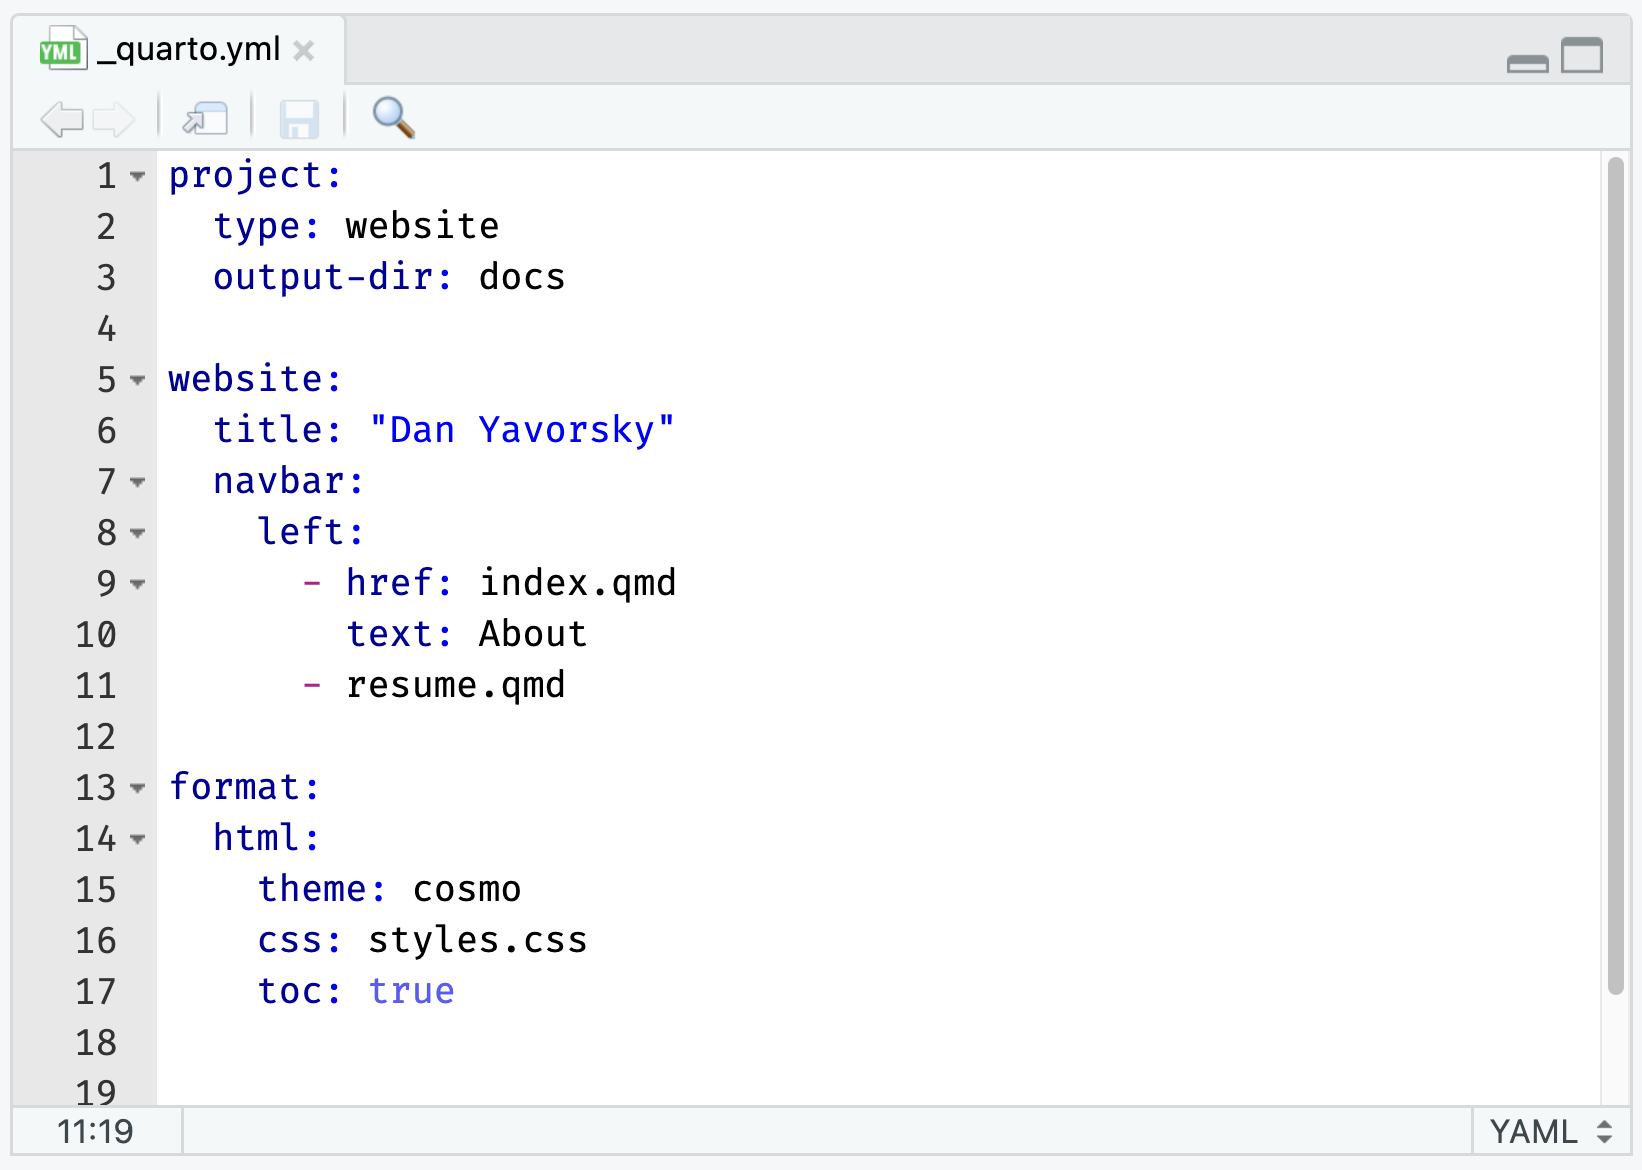 YML _quarto.yml
1 project:
2   type: website
3   output-dir: docs
4
5 website:
6   title: "Dan Yavorsky"
7   navbar:
8     left:
9       - href: index.qmd
10         text: About
11       - resume.qmd
12
13 format:
14   html:
15     theme: cosmo
16     css: styles.css
17     toc: true
18
19
11:19 YAML